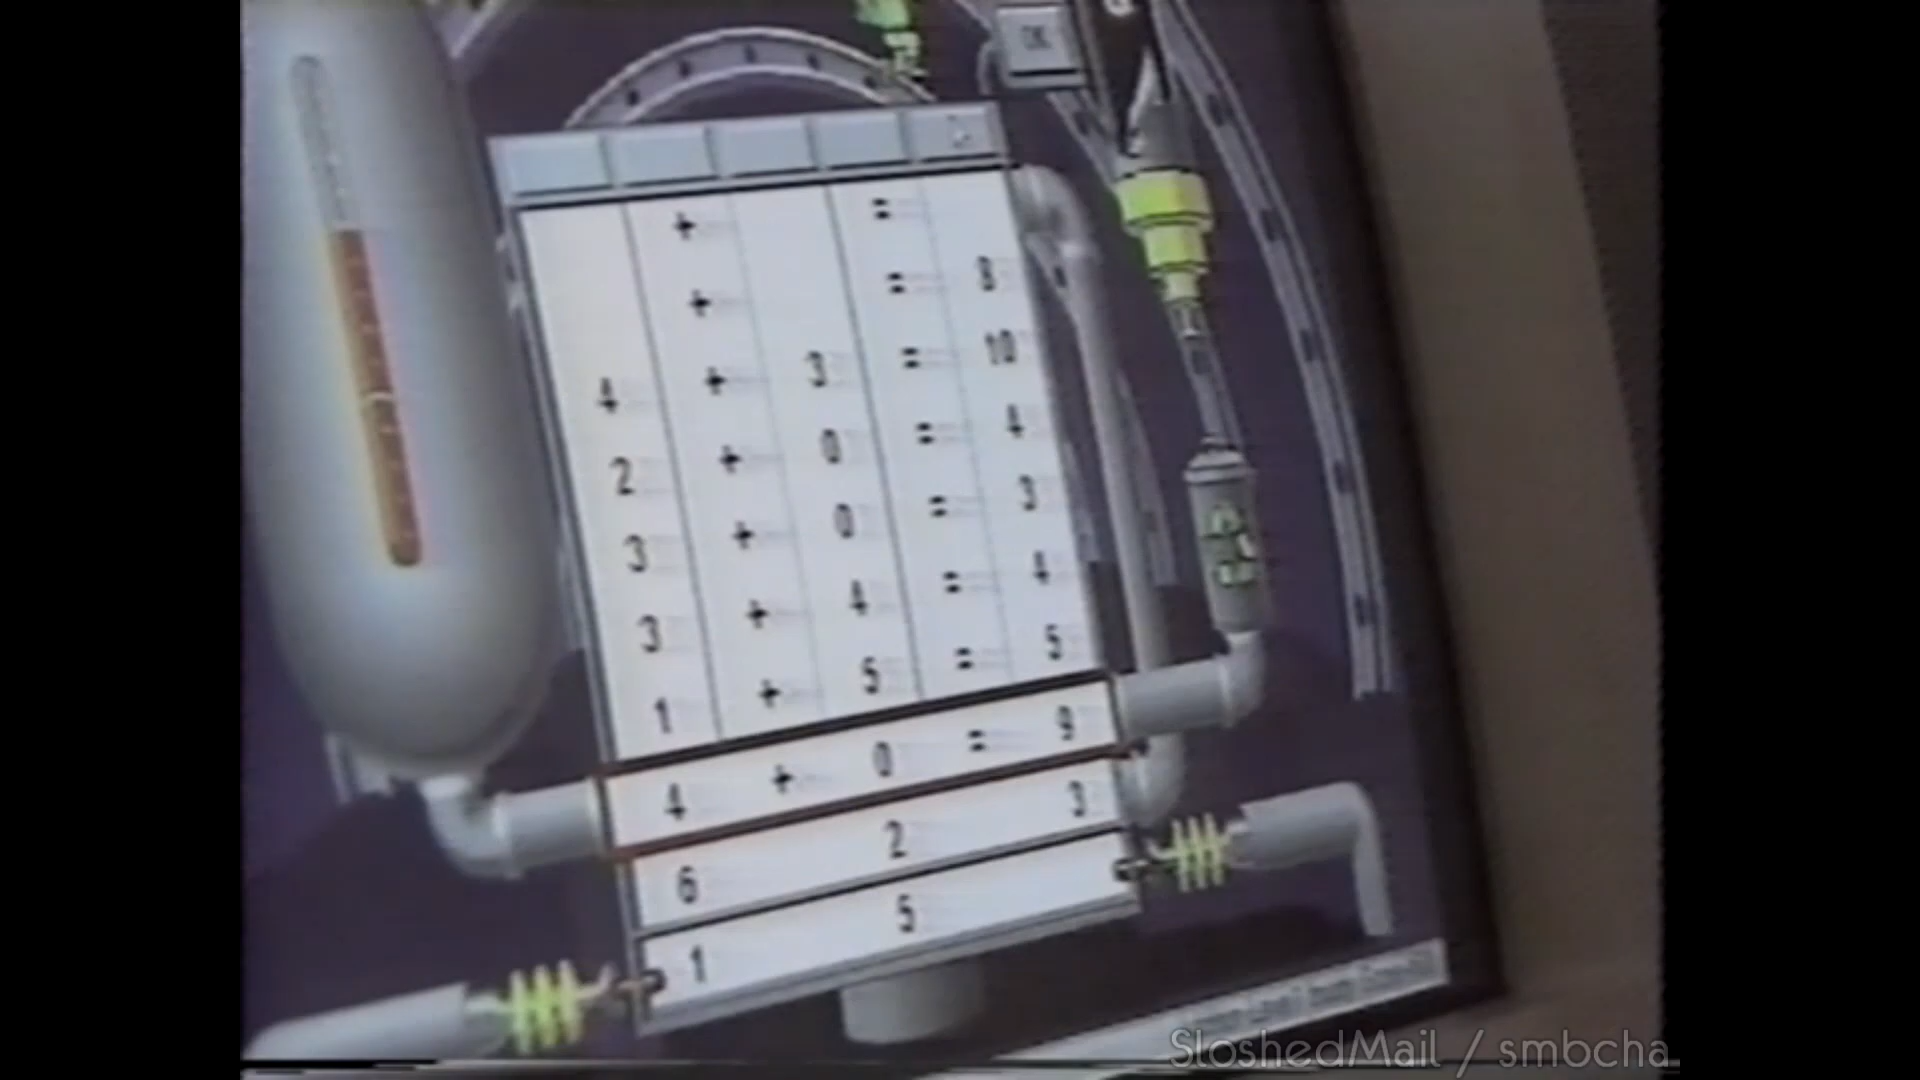 OK
+ =
+ = 8
4 + 3 = 10
2 + 0 = 4
3 + 0 = 3
3 + 4 = 4
1 + 5 = 5
4 + 0 = 9
6 2 3
1 5
SloshedMail / smbcha